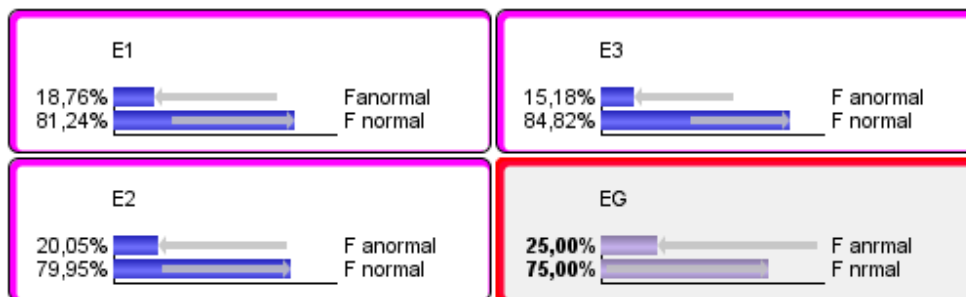 E1
18,76% Fanormal
81,24% F normal
E3
15,18% F anormal
84,82% F normal
E2
20,05% F anormal
79,95% F normal
EG
25,00% F anrmal
75,00% F nrmal